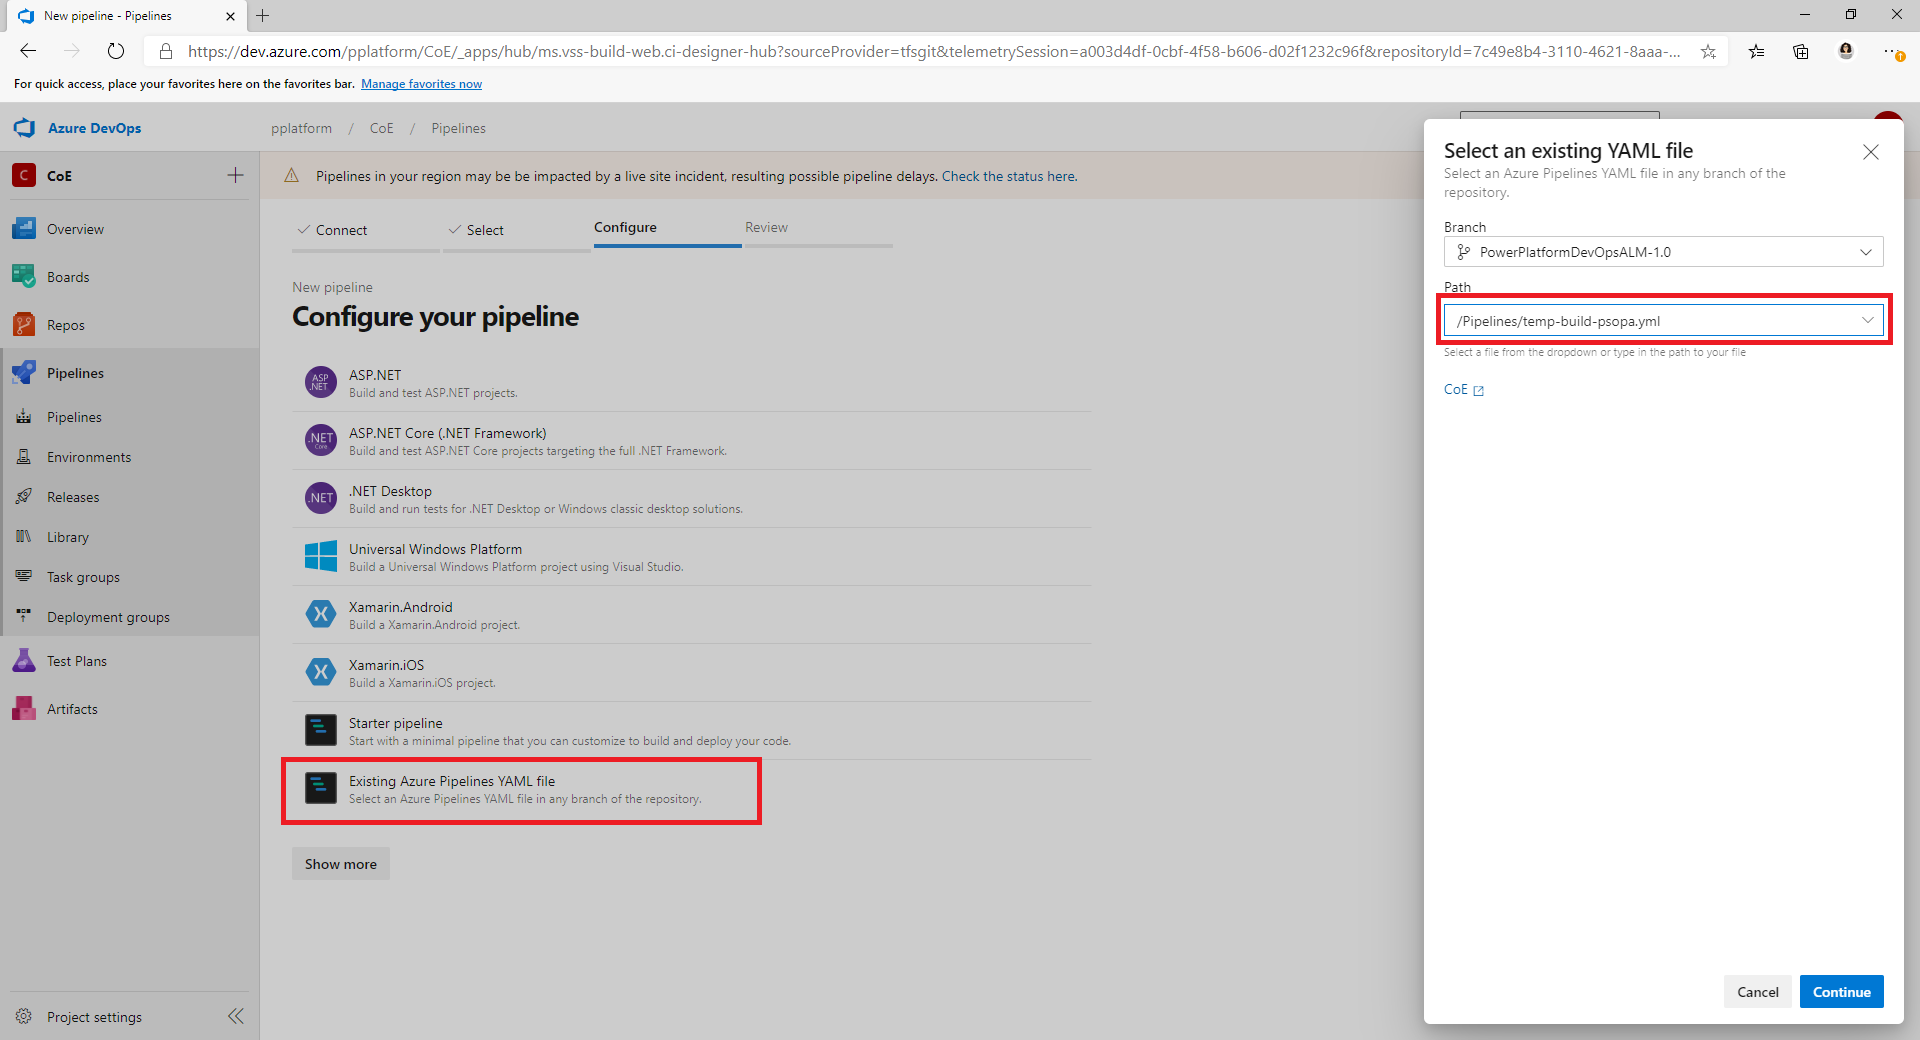 New pipeline - Pipelines
https://dev.azure.com/pplatform/CoE/_apps/hub/ms.vss-build-web.ci-designer-hub?sourceProvider=tfsgit&telemetrySession=a003d4df-0cbf-4f58-b606-d02f1232c96f&repositoryId=7c49e8b4-3110-4621-8aaa-...
For quick access, place your favorites here on the favorites bar. Manage favorites now
Azure DevOps
pplatform / CoE / Pipelines
C CoE
Overview
Boards
Repos
Pipelines
Pipelines
Environments
Releases
Library
Task groups
Deployment groups
Test Plans
Artifacts
Project settings
Pipelines in your region may be be impacted by a live site incident, resulting possible pipeline delays. Check the status here.
Connect
Select
Configure
Review
New pipeline
Configure your pipeline
ASP.NET
ASP.NET
Build and test ASP.NET projects.
.NET Core
ASP.NET Core (.NET Framework)
Build and test ASP.NET Core projects targeting the full .NET Framework.
.NET
.NET Desktop
Build and run tests for .NET Desktop or Windows classic desktop solutions.
Universal Windows Platform
Build a Universal Windows Platform project using Visual Studio.
Xamarin.Android
Build a Xamarin.Android project.
Xamarin.iOS
Build a Xamarin.iOS project.
Starter pipeline
Start with a minimal pipeline that you can customize to build and deploy your code.
Existing Azure Pipelines YAML file
Select an Azure Pipelines YAML file in any branch of the repository.
Show more
Select an existing YAML file
Select an Azure Pipelines YAML file in any branch of the
repository.
Branch
PowerPlatformDevOpsALM-1.0
Path
/Pipelines/temp-build-psopa.yml
Select a file from the dropdown or type in the path to your file
CoE
Cancel
Continue